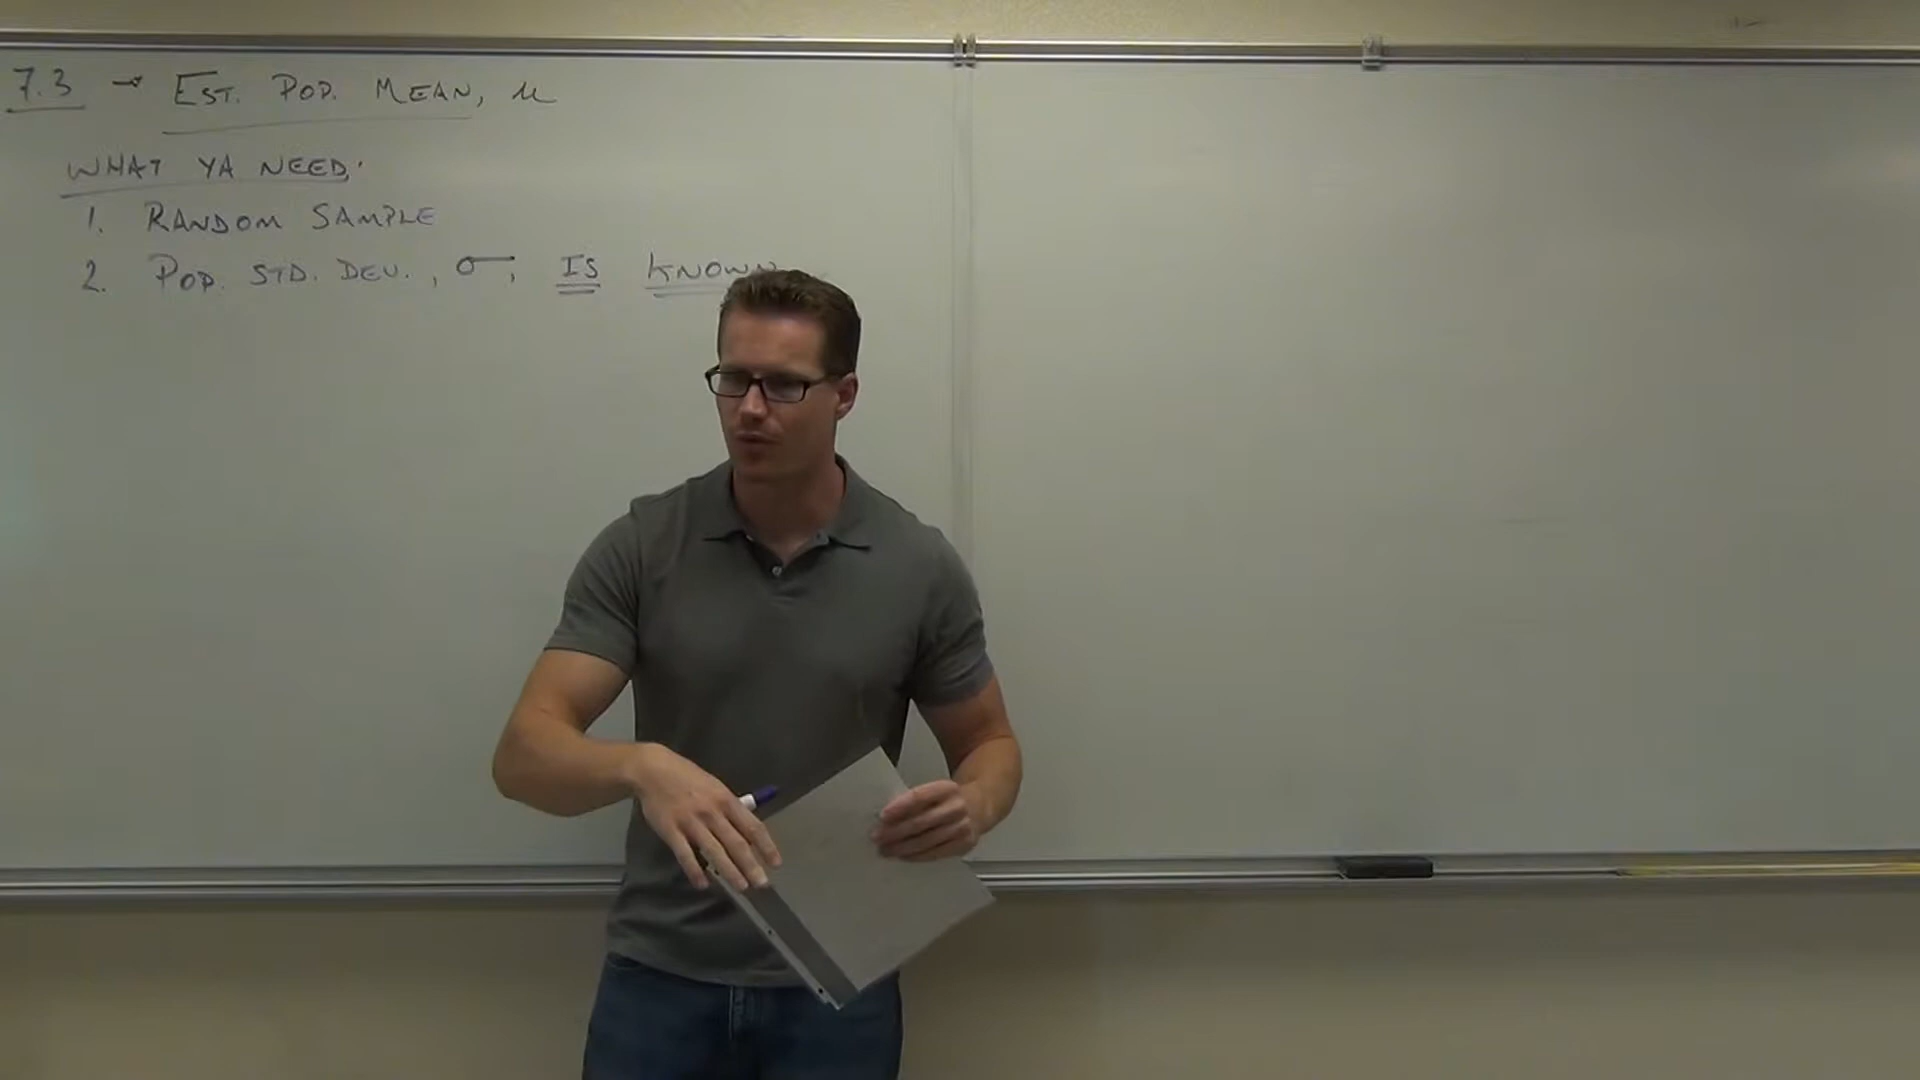 7.3 → EST. POP. MEAN, μ
WHAT YA NEED:
1. RANDOM SAMPLE
2. POP. STD. DEV., σ, IS KNOWN